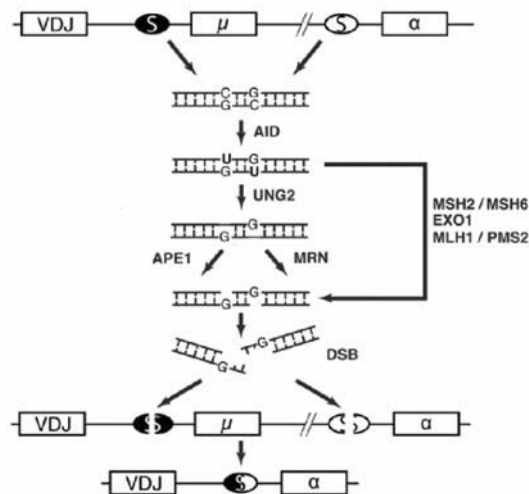 VDJ S μ // S α
C G
G C
AID
U G
G U
UNG2
MSH2 / MSH6
EXO1
MLH1 / PMS2
G
G
APE1 MRN
G G
G G DSB
VDJ S μ // S α
VDJ S α